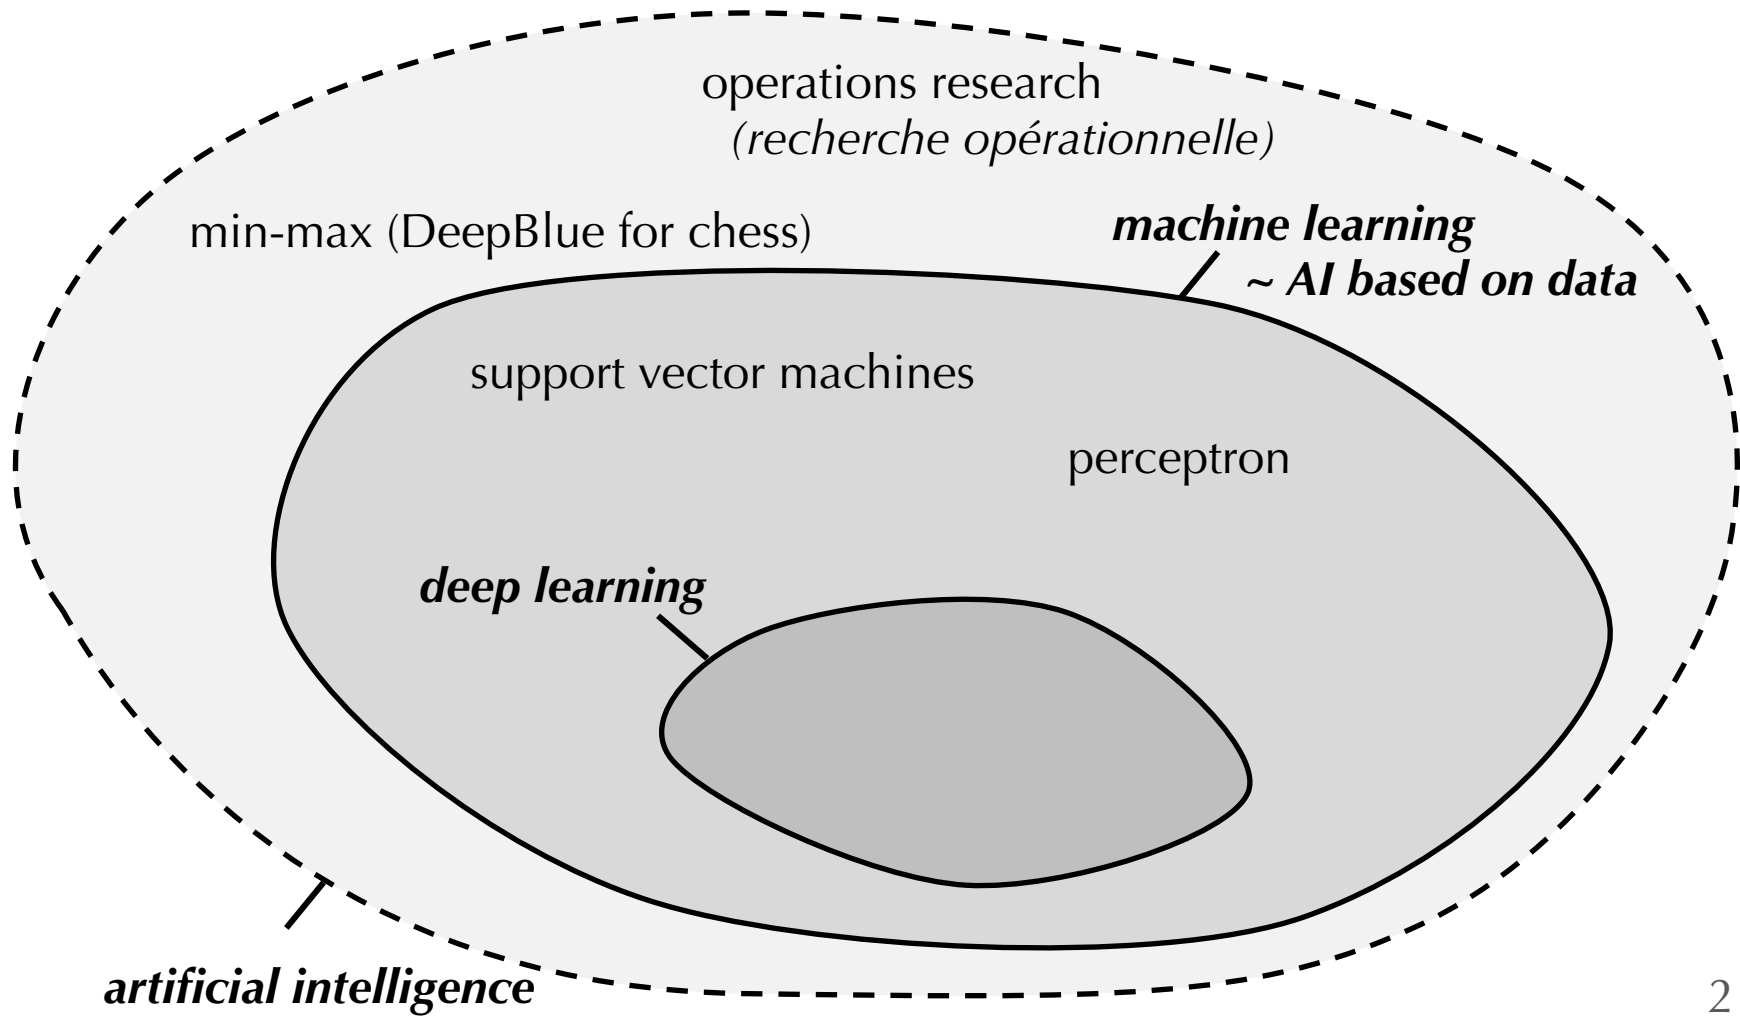 operations research
(recherche opérationnelle)
min-max (DeepBlue for chess)
machine learning
~ AI based on data
support vector machines
perceptron
deep learning
artificial intelligence
2